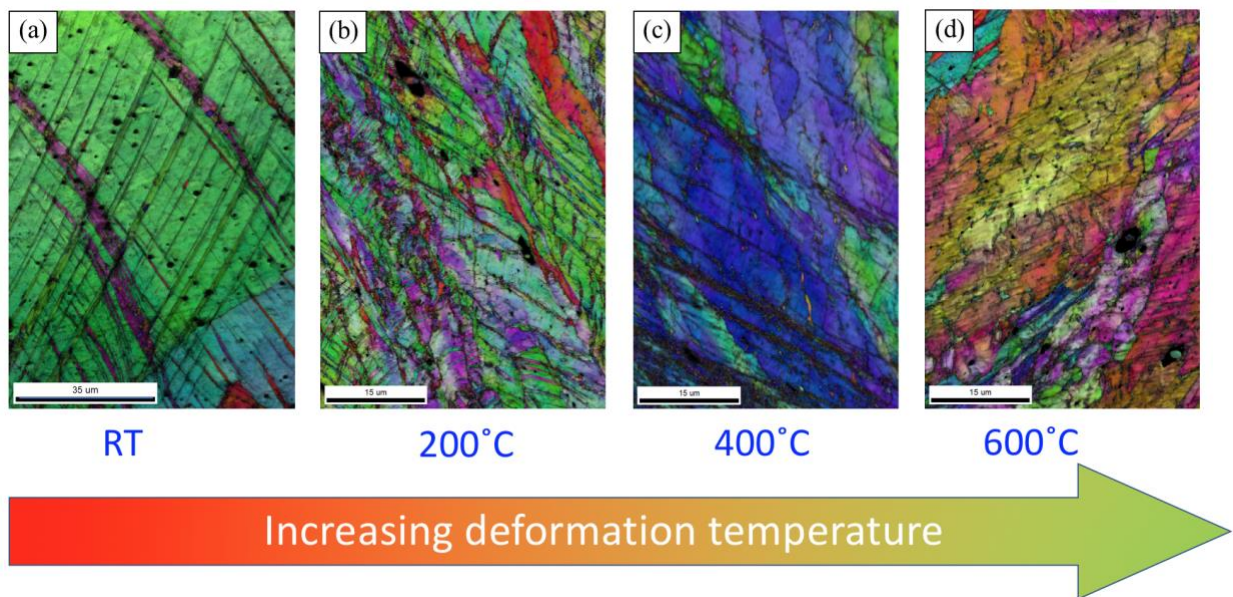 (a)
(b)
(c)
(d)
35 um
15 um
15 um
15 um
RT
200˚C
400˚C
600˚C
Increasing deformation temperature